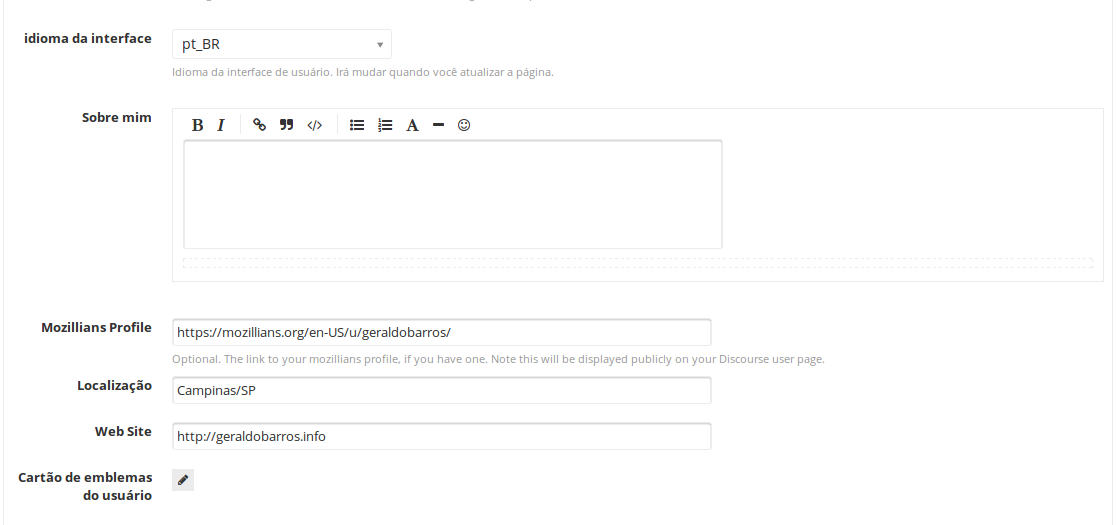 idioma da interface
pt_BR
Idioma da interface de usuário. Irá mudar quando você atualizar a página.
Sobre mim
B I </> A
Mozillians Profile
https://mozillians.org/en-US/u/geraldobarros/
Optional. The link to your mozillians profile, if you have one. Note this will be displayed publicly on your Discourse user page.
Localização
Campinas/SP
Web Site
http://geraldobarros.info
Cartão de emblemas
do usuário